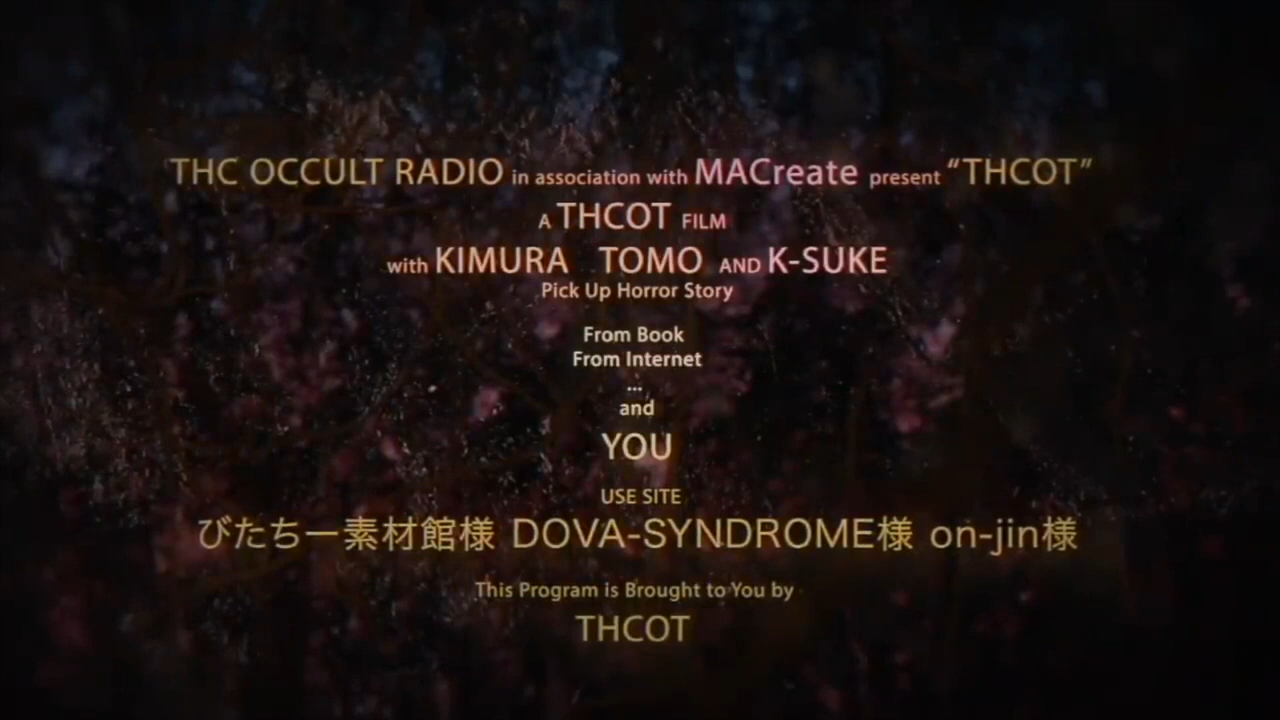 THC OCCULT RADIO in association with MACreate present “THCOT”
A THCOT FILM
with KIMURA TOMO AND K-SUKE
Pick Up Horror Story
From Book
From Internet
...
and
YOU
USE SITE
びたちー素材館様 DOVA-SYNDROME様 on-jin様
This Program is Brought to You by
THCOT